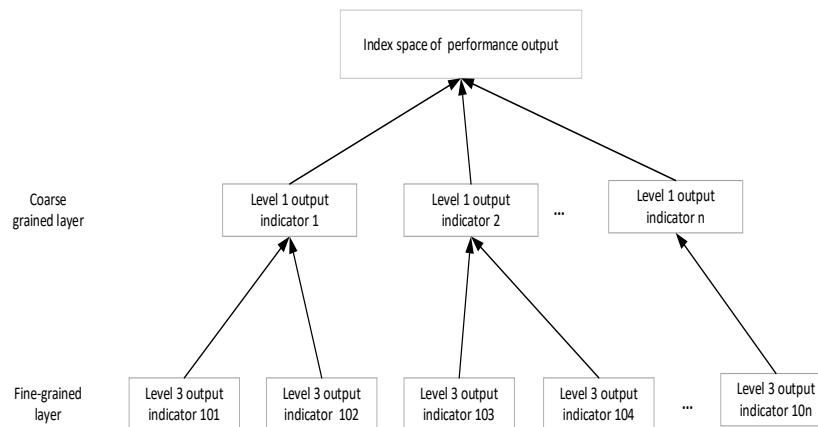 Index space of performance output
Coarse
grained layer
Level 1 output
indicator 1
Level 1 output
indicator 2
...
Level 1 output
indicator n
Fine-grained
layer
Level 3 output
indicator 101
Level 3 output
indicator 102
Level 3 output
indicator 103
Level 3 output
indicator 104
...
Level 3 output
indicator 10n